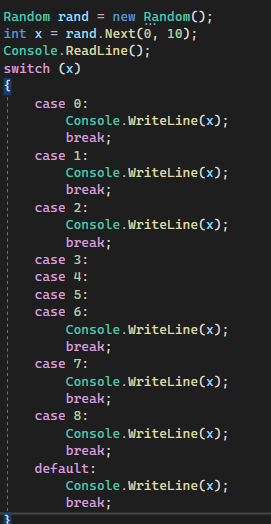 Random rand = new Random();
int x = rand.Next(0, 10);
Console.ReadLine();
switch (x)
{
    case 0:
        Console.WriteLine(x);
        break;
    case 1:
        Console.WriteLine(x);
        break;
    case 2:
        Console.WriteLine(x);
        break;
    case 3:
    case 4:
    case 5:
    case 6:
        Console.WriteLine(x);
        break;
    case 7:
        Console.WriteLine(x);
        break;
    case 8:
        Console.WriteLine(x);
        break;
    default:
        Console.WriteLine(x);
        break;
}